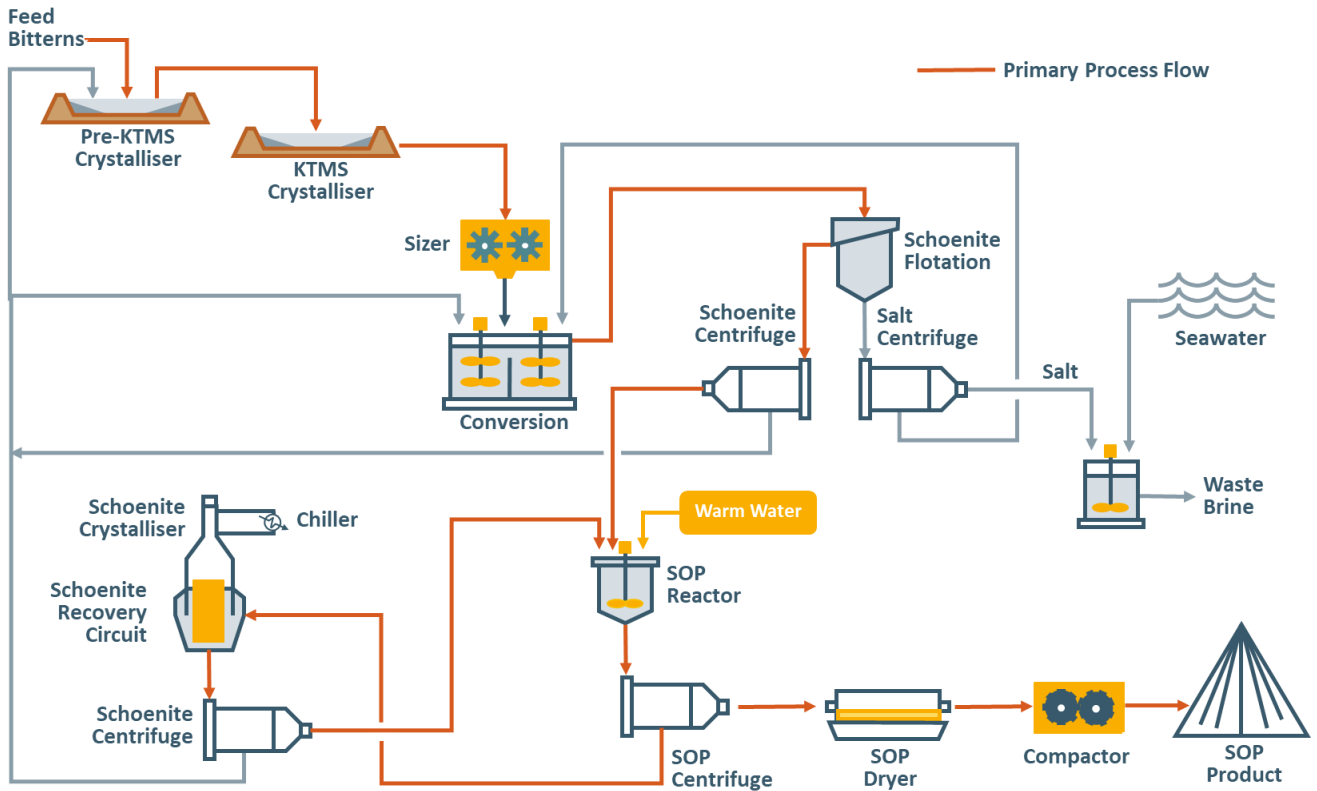 Feed
Bitterns
Primary Process Flow
Pre-KTMS
Crystalliser
KTMS
Crystalliser
Sizer
Schoenite
Flotation
Schoenite
Centrifuge
Salt
Centrifuge
Seawater
Salt
Conversion
Waste
Brine
Schoenite
Crystalliser
Chiller
Warm Water
Schoenite
Recovery
Circuit
SOP
Reactor
Schoenite
Centrifuge
SOP
Centrifuge
SOP
Dryer
Compactor
SOP
Product